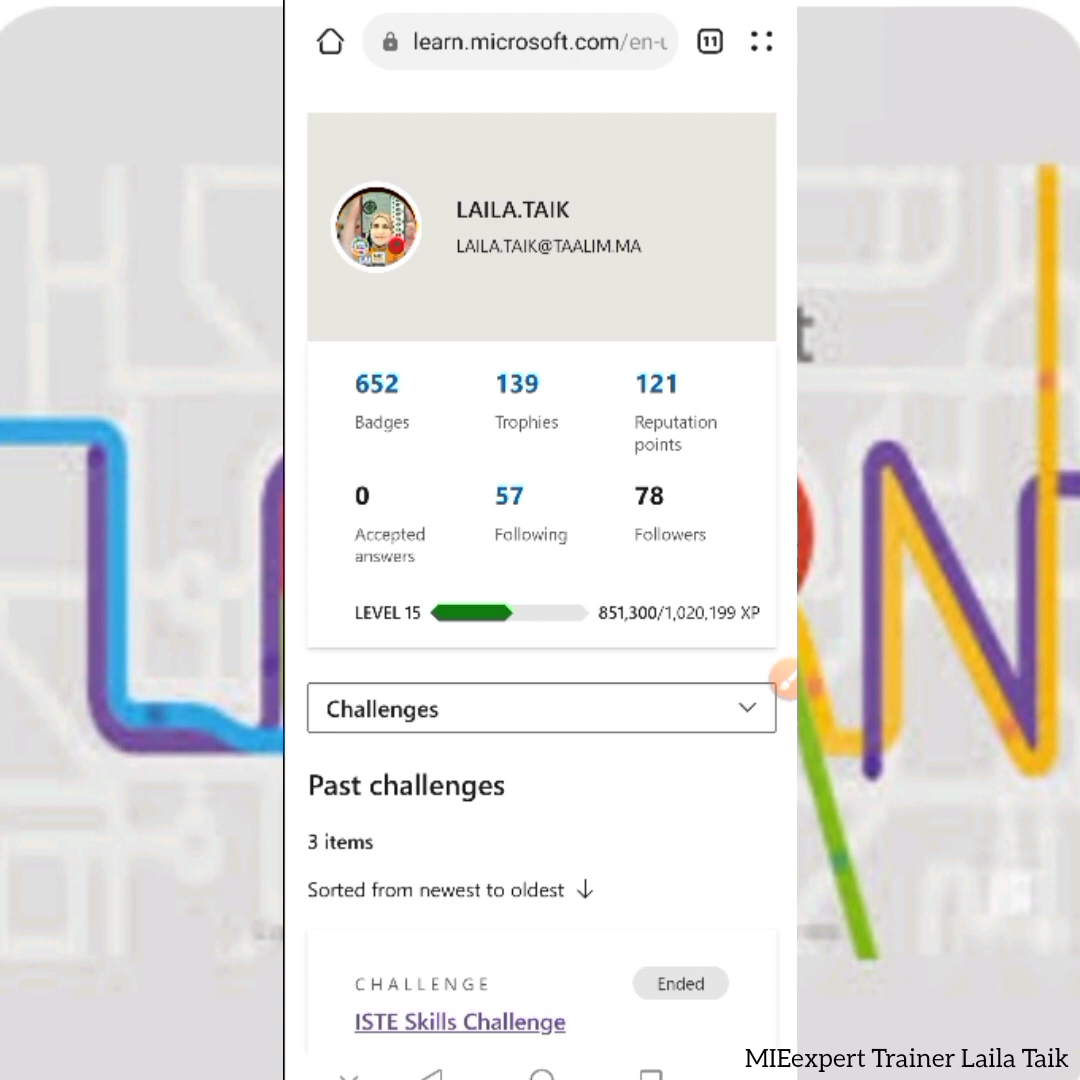 learn.microsoft.com/en-u
11
LAILA.TAIK
LAILA.TAIK@TAALIM.MA
652 139 121
Badges Trophies Reputation points
0 57 78
Accepted answers Following Followers
LEVEL 15 851,300/1,020,199 XP
Challenges
Past challenges
3 items
Sorted from newest to oldest
CHALLENGE Ended
ISTE Skills Challenge
MIEexpert Trainer Laila Taik